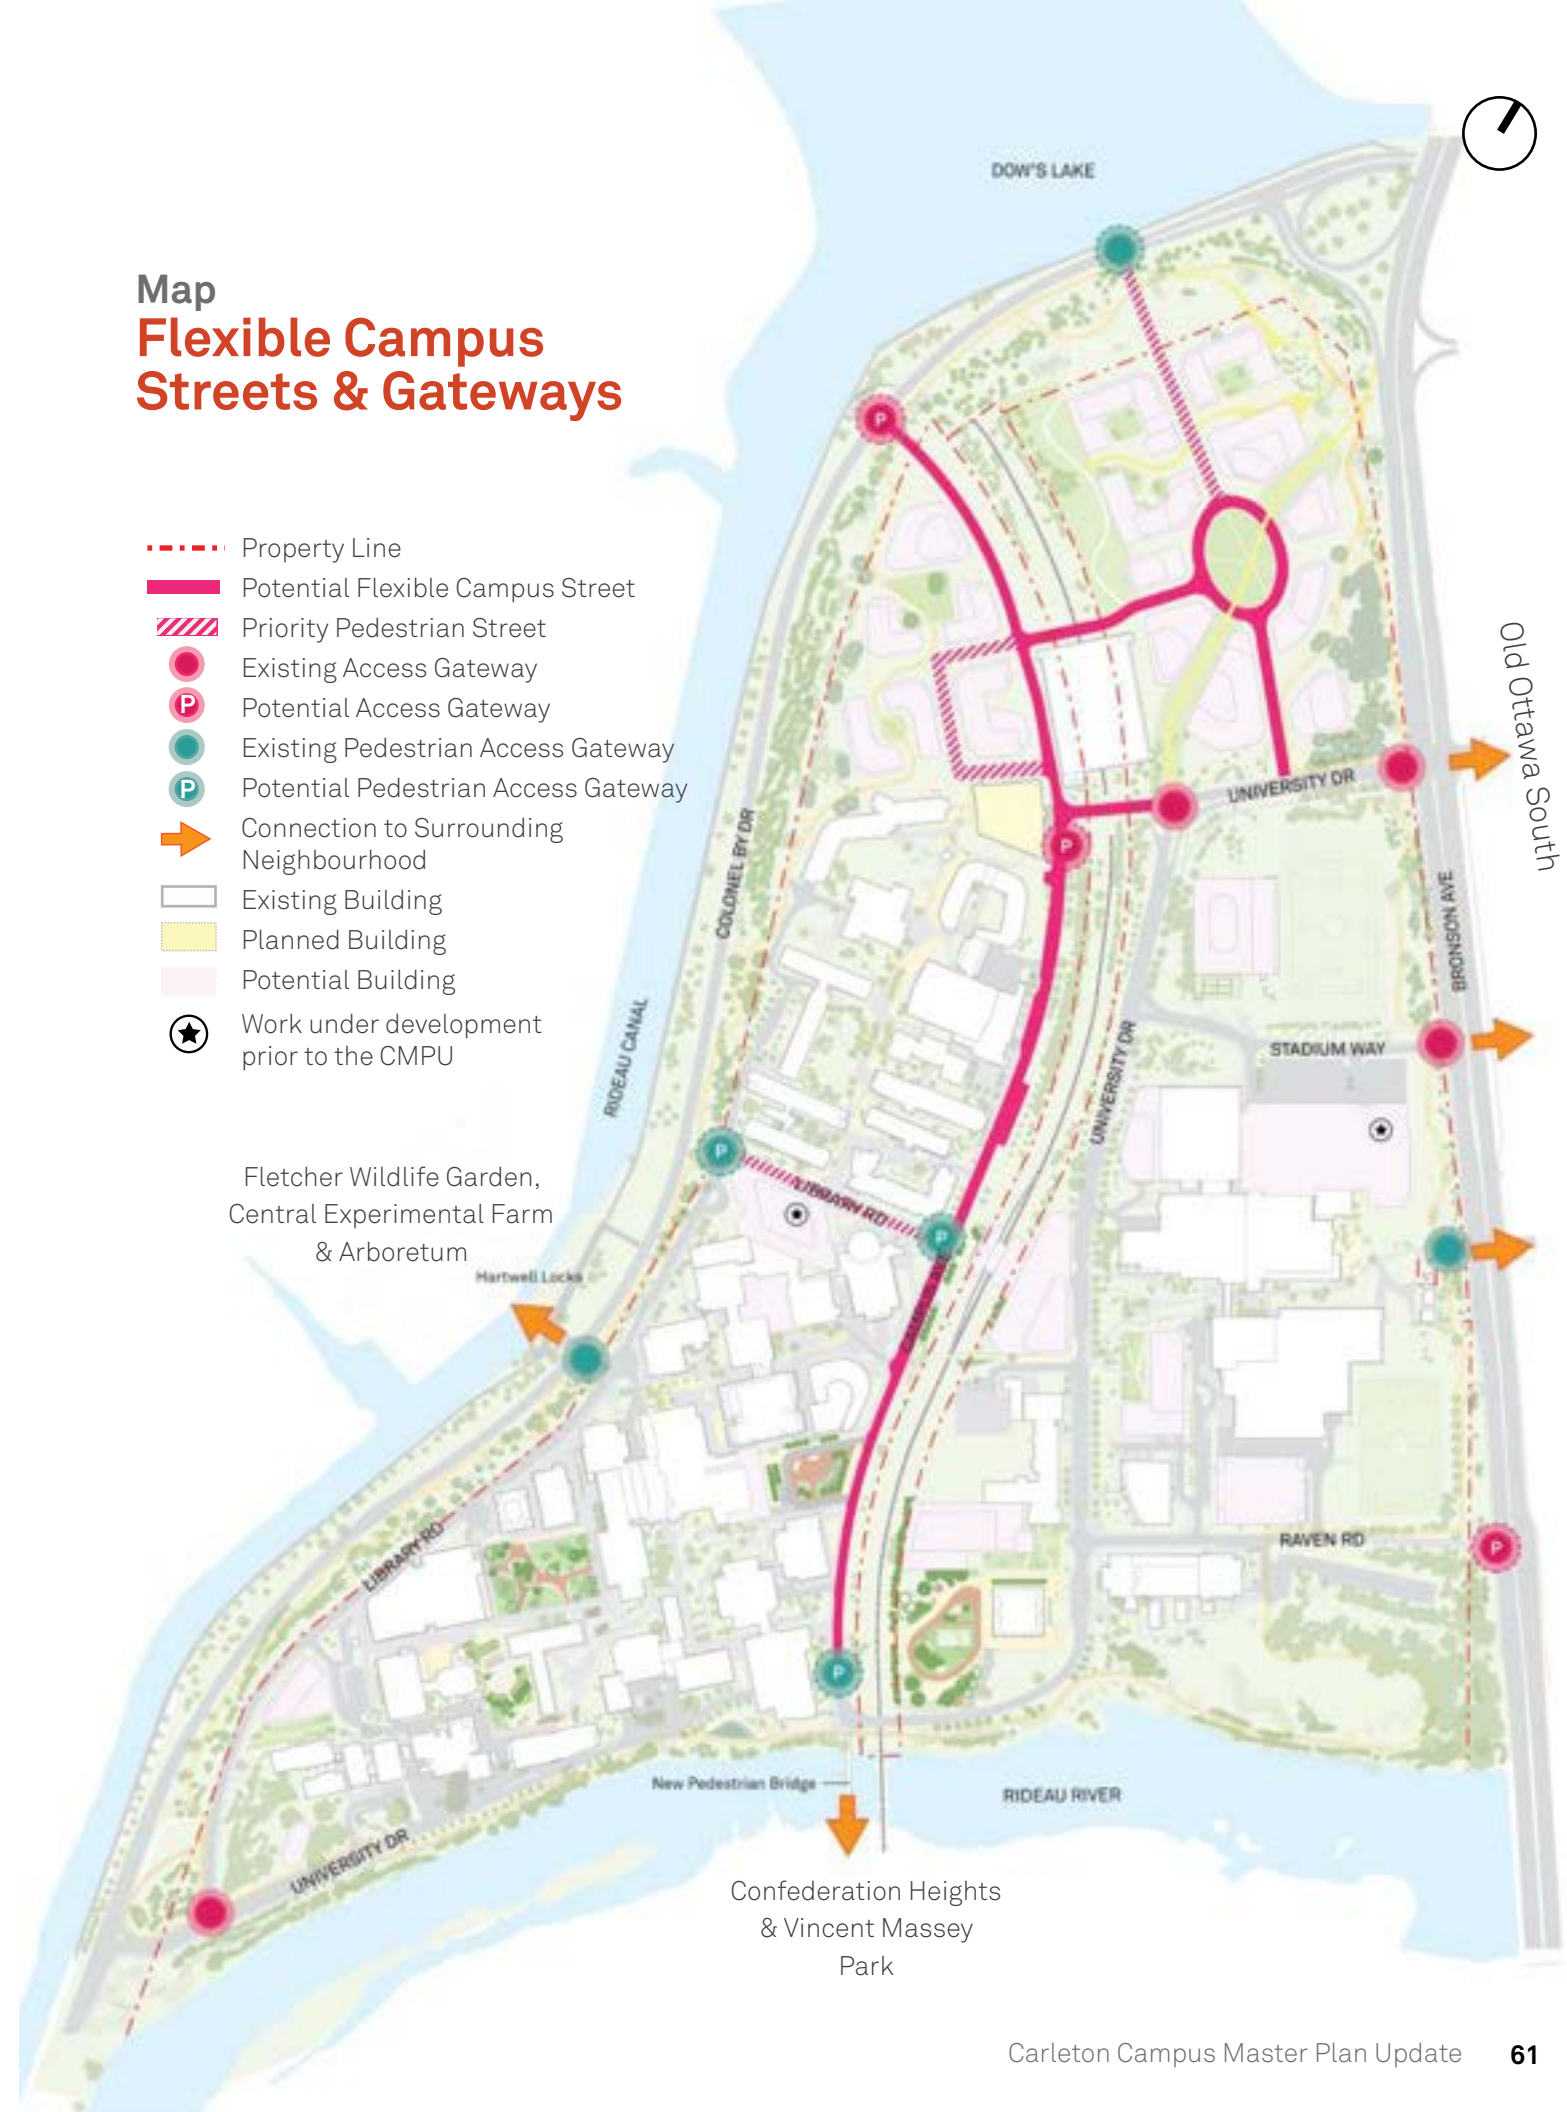 DOW'S LAKE
Map
Flexible Campus
Streets & Gateways
Property Line
Potential Flexible Campus Street
Priority Pedestrian Street
Existing Access Gateway
P Potential Access Gateway
Existing Pedestrian Access Gateway
P Potential Pedestrian Access Gateway
Connection to Surrounding
Neighbourhood
Existing Building
Planned Building
Potential Building
Work under development
prior to the CMPU
P
Old Ottawa South
UNIVERSITY DR
P
COLONEL BY DR
BRONSON AVE
RIDEAU CANAL
UNIVERSITY DR
STADIUM WAY
P
LIBRARY RD
P
Fletcher Wildlife Garden,
Central Experimental Farm
& Arboretum
Hartwell Locks
CAMPUS AVE
LIBRARY RD
RAVEN RD
P
P
New Pedestrian Bridge
RIDEAU RIVER
UNIVERSITY DR
Confederation Heights
& Vincent Massey
Park
Carleton Campus Master Plan Update 61